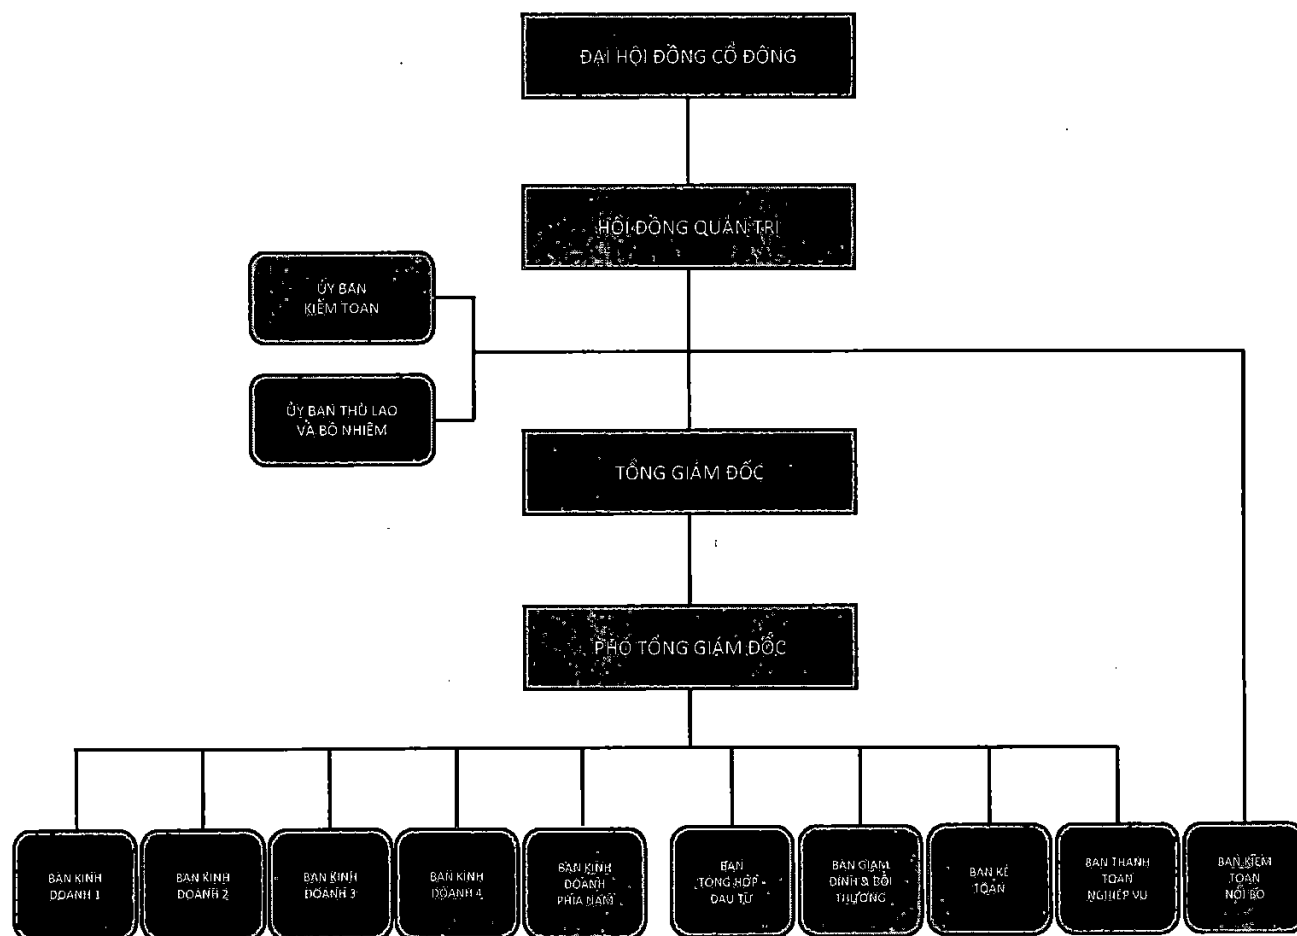 ĐẠI HỘI ĐỒNG CỔ ĐÔNG
HỘI ĐỒNG QUẢN TRỊ
ỦY BAN
KIỂM TOÁN
ỦY BAN THÙ LAO
VÀ BỔ NHIỆM
TỔNG GIÁM ĐỐC
PHÓ TỔNG GIÁM ĐỐC
BAN KINH
DOANH 1
BAN KINH
DOANH 2
BAN KINH
DOANH 3
BAN KINH
DOANH 4
BAN KINH
DOANH
PHÍA NAM
BAN
TỔNG HỢP -
ĐẦU TƯ
BAN GIÁM
ĐỊNH & BỒI
THƯỜNG
BAN KẾ
TOÁN
BAN THANH
TOÁN
NGHIỆP VỤ
BAN KIỂM
TOÁN
NỘI BỘ